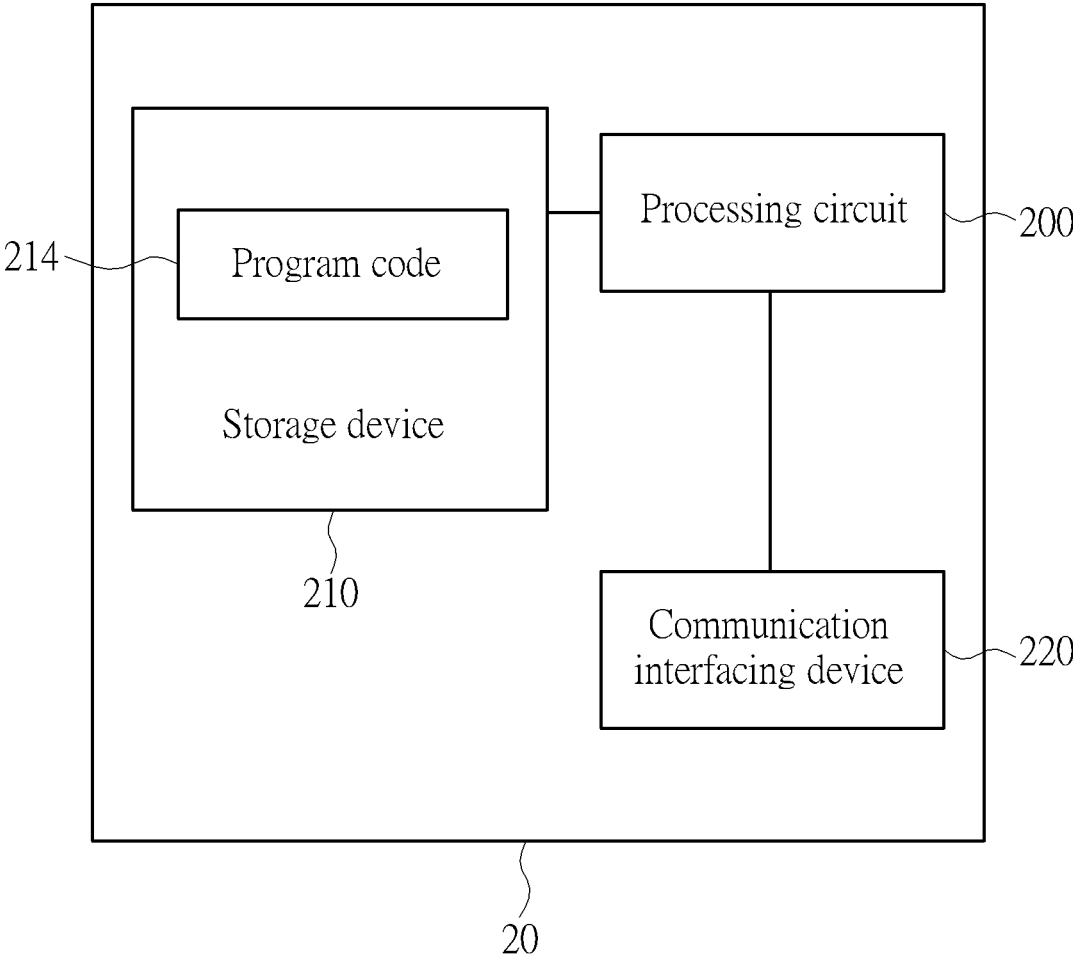 Processing circuit
200
214
Program code
Storage device
210
Communication
interfacing device
220
20